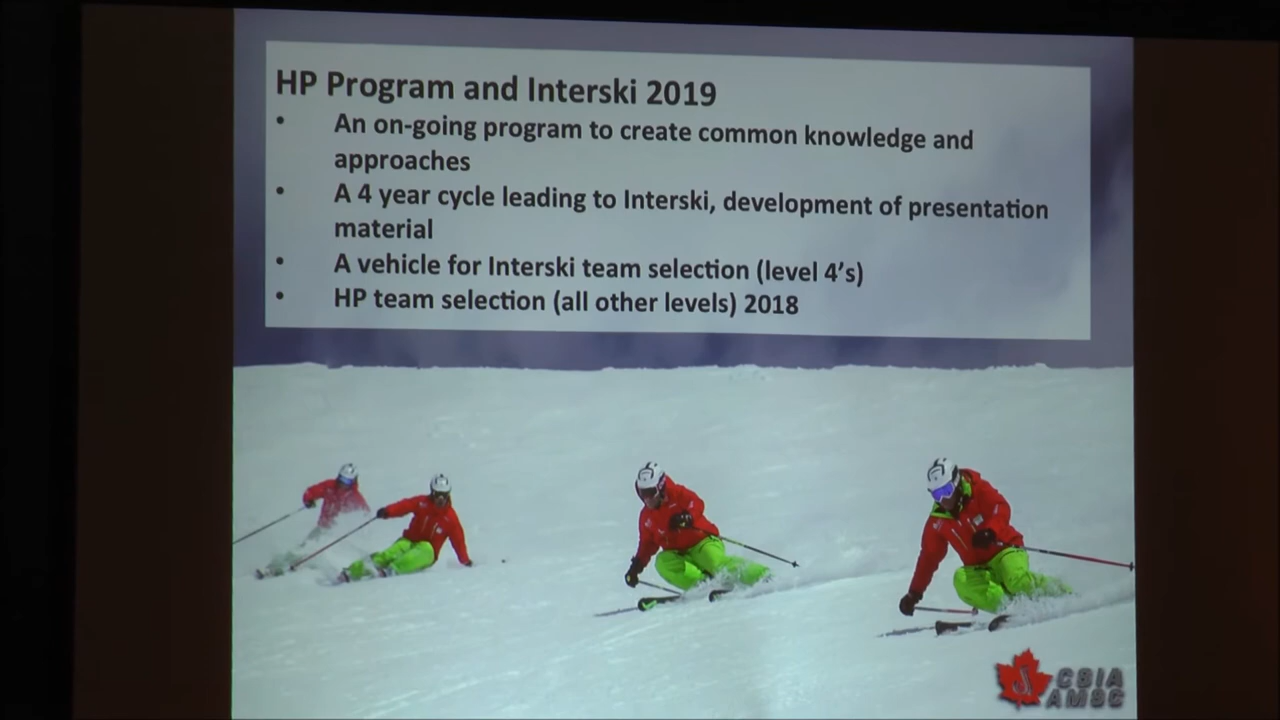 HP Program and Interski 2019
• An on-going program to create common knowledge and
approaches
• A 4 year cycle leading to Interski, development of presentation
material
• A vehicle for Interski team selection (level 4's)
• HP team selection (all other levels) 2018
CSIA
AMSC